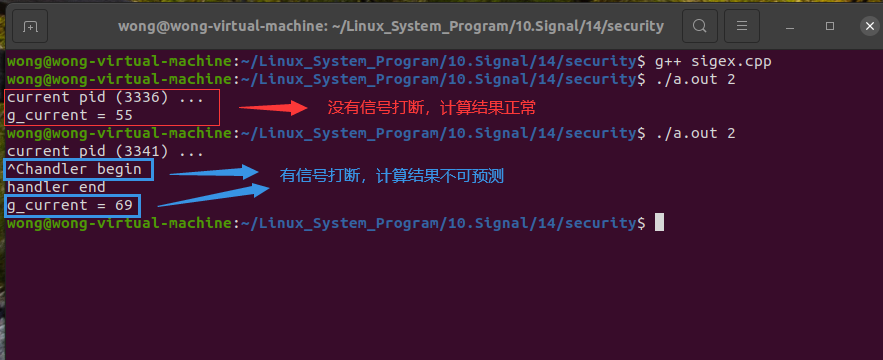 wong@wong-virtual-machine: ~/Linux_System_Program/10.Signal/14/security
wong@wong-virtual-machine:~/Linux_System_Program/10.Signal/14/security$ g++ sigex.cpp
wong@wong-virtual-machine:~/Linux_System_Program/10.Signal/14/security$ ./a.out 2
current pid (3336) ...
g_current = 55
没有信号打断，计算结果正常
wong@wong-virtual-machine:~/Linux_System_Program/10.Signal/14/security$ ./a.out 2
current pid (3341) ...
^Chandler begin
有信号打断，计算结果不可预测
handler end
g_current = 69
wong@wong-virtual-machine:~/Linux_System_Program/10.Signal/14/security$